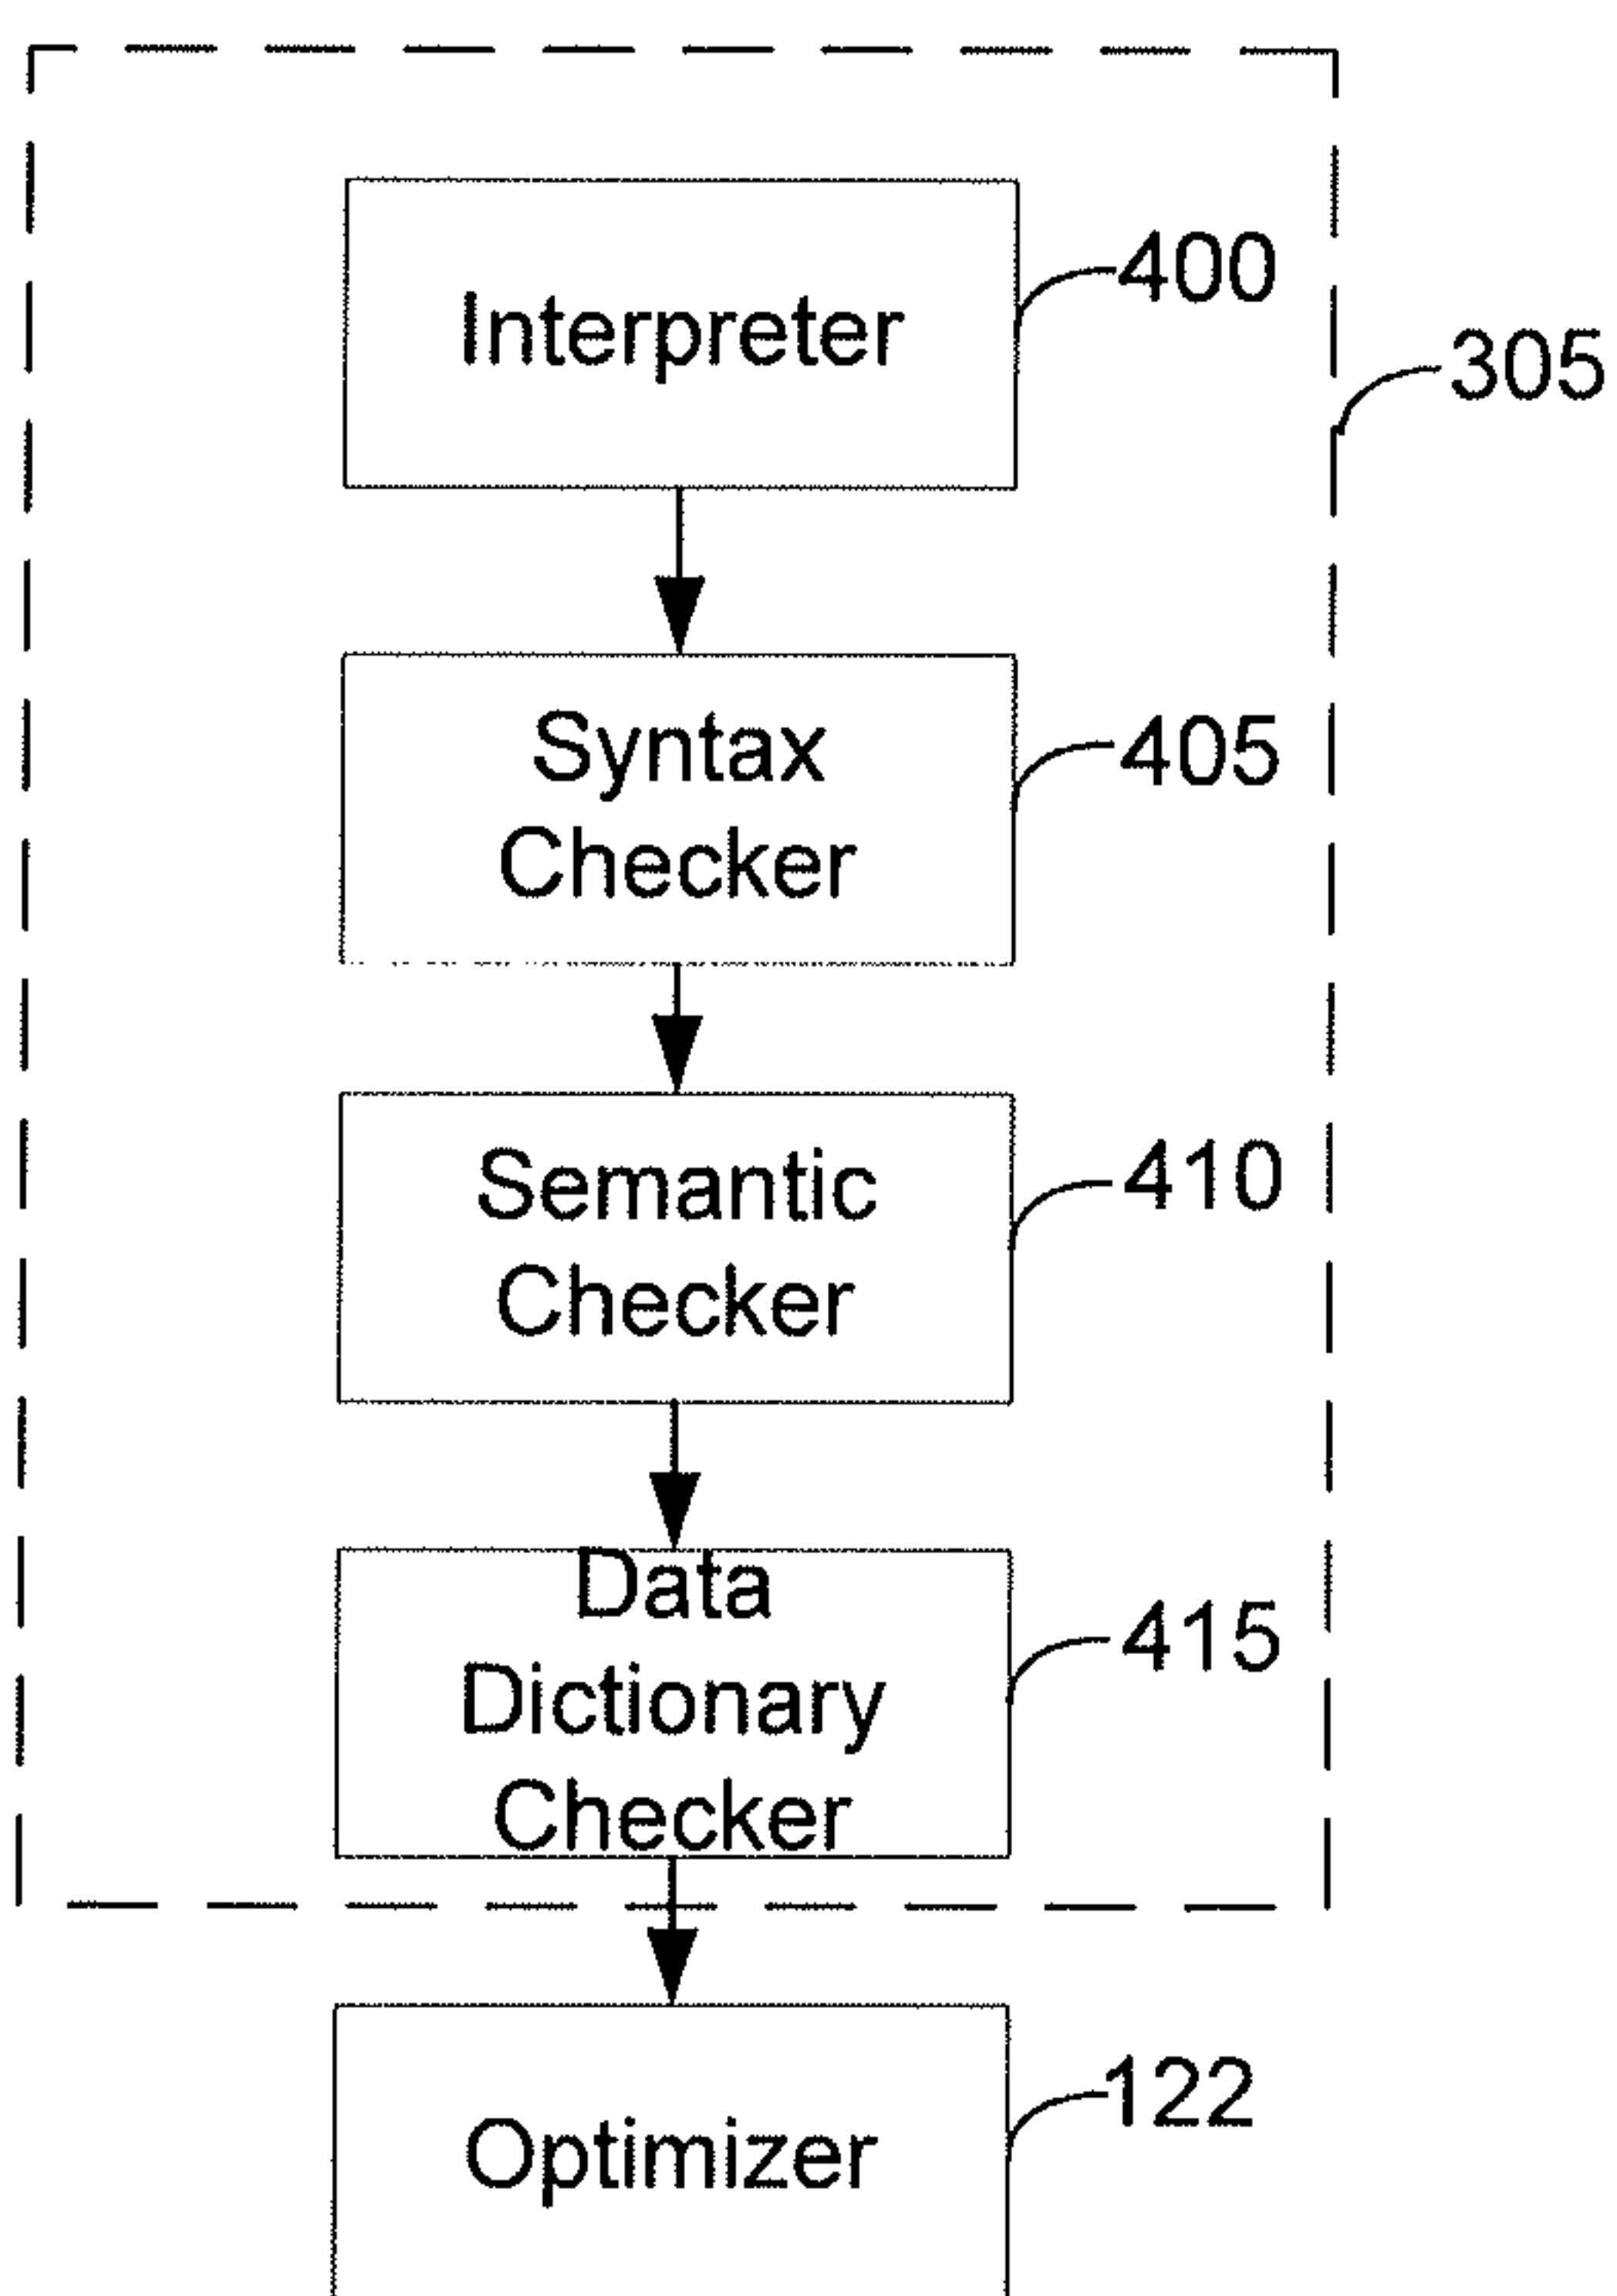 Interpreter
400
305
Syntax
Checker
405
Semantic
Checker
410
Data
Dictionary
Checker
415
Optimizer
122